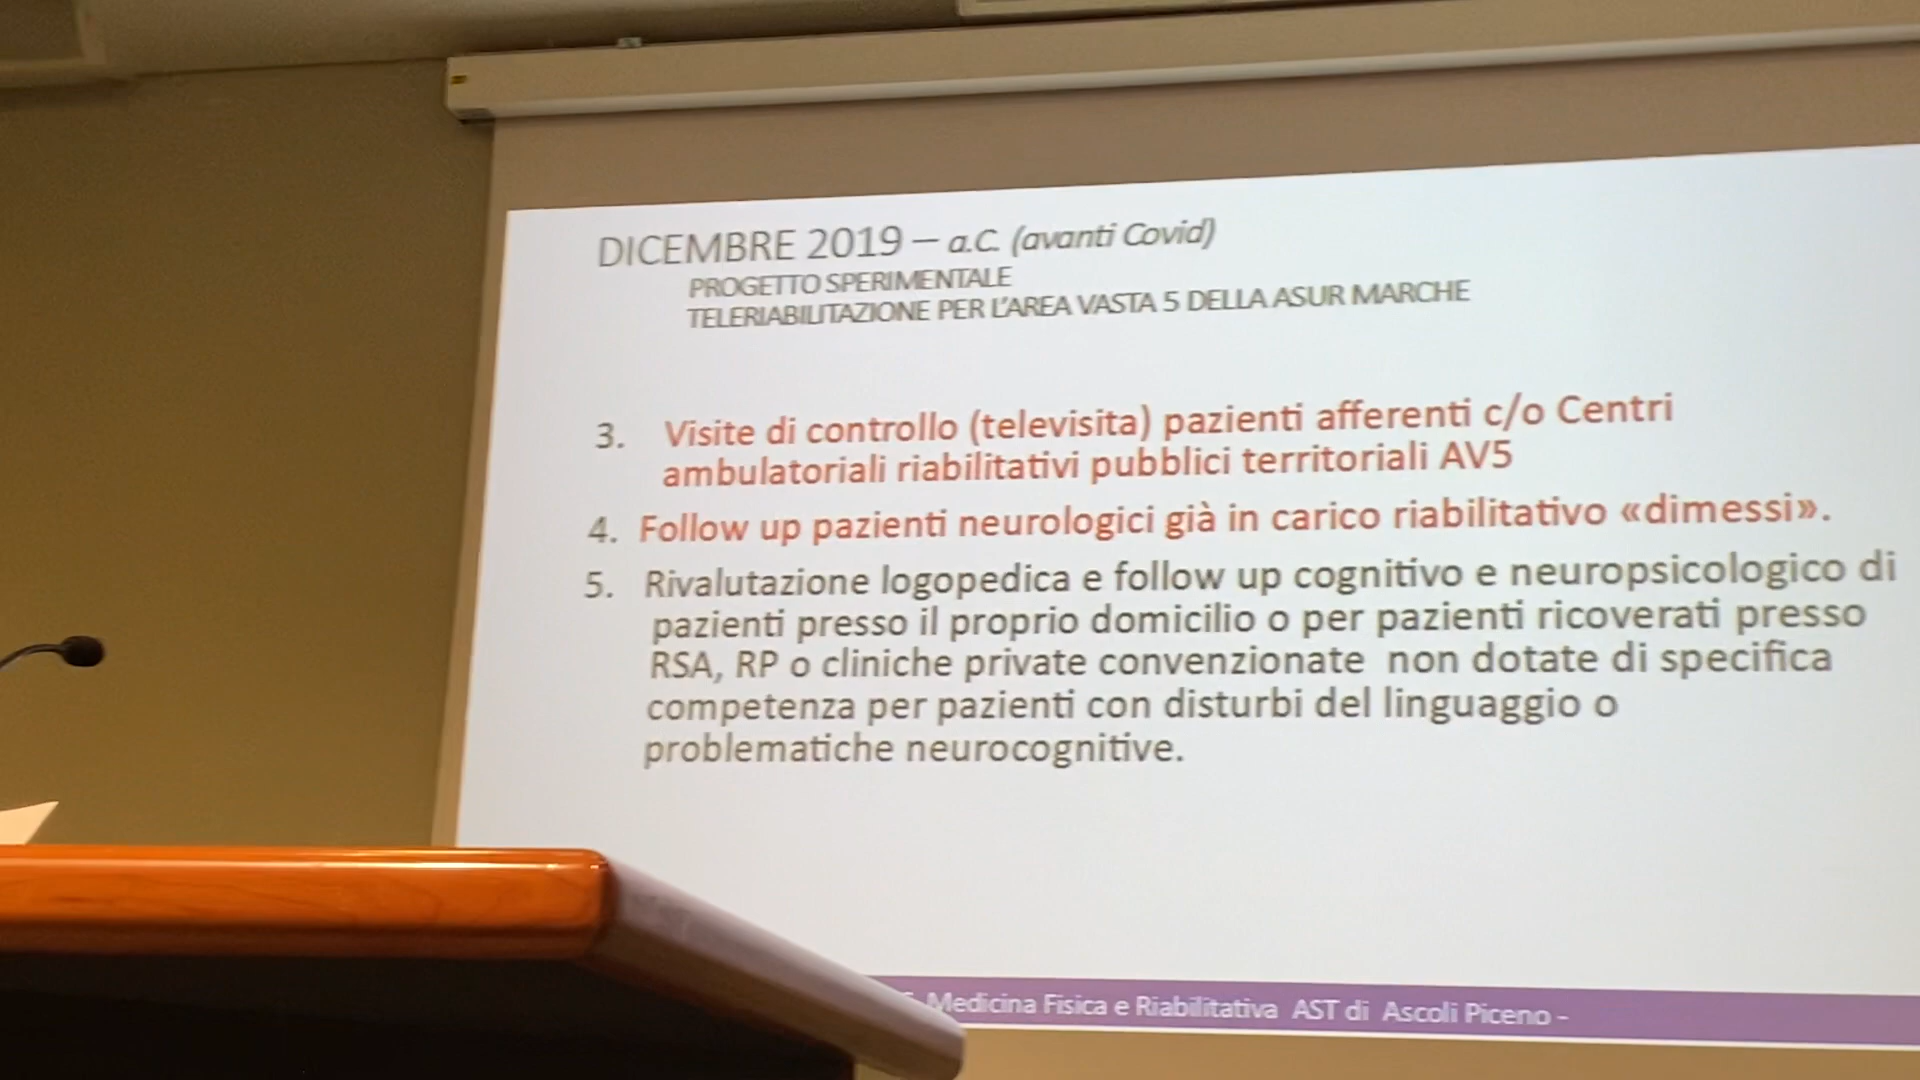 DICEMBRE 2019 – a.C. (avanti Covid)
PROGETTO SPERIMENTALE
TELERIABILITAZIONE PER L'AREA VASTA 5 DELLA ASUR MARCHE
3. Visite di controllo (televisita) pazienti afferenti c/o Centri
ambulatoriali riabilitativi pubblici territoriali AV5
4. Follow up pazienti neurologici già in carico riabilitativo «dimessi».
5. Rivalutazione logopedica e follow up cognitivo e neuropsicologico di
pazienti presso il proprio domicilio o per pazienti ricoverati presso
RSA, RP o cliniche private convenzionate non dotate di specifica
competenza per pazienti con disturbi del linguaggio o
problematiche neurocognitive.
Medicina Fisica e Riabilitativa AST di Ascoli Piceno -